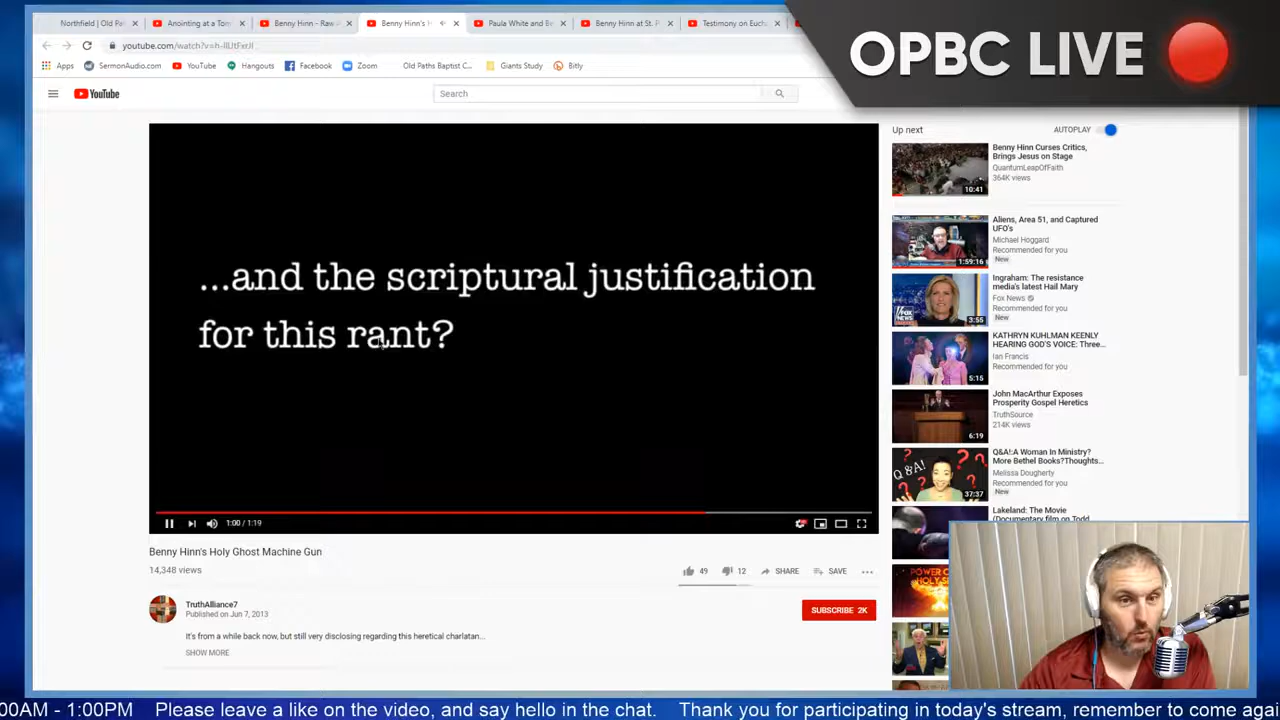 Northfield | Old Pa
Anointing at a Tom
Benny Hinn - Raw
Benny Hinn's H
Paula White and Be
Benny Hinn at St. P
Testimony on Eucha
OPBC LIVE
Apps
SermonAudio.com
YouTube
Hangouts
Facebook
Zoom
Old Paths Baptist C...
Giants Study
Bitly
YouTube
Search
...and the scriptural justification
for this rant?
1:00 / 1:19
Benny Hinn's Holy Ghost Machine Gun
14,348 views
49
12
SHARE
SAVE
TruthAlliance7
Published on Jun 7, 2013
SUBSCRIBE 2K
It's from a while back now, but still very disclosing regarding this heretical charlatan...
SHOW MORE
Up next
AUTOPLAY
Benny Hinn Curses Critics,
Brings Jesus on Stage
QuantumLeapOfFaith
364K views
10:41
Aliens, Area 51, and Captured
UFO's
Michael Hoggard
Recommended for you
New
1:59:16
Ingraham: The resistance
media's latest Hail Mary
Fox News
Recommended for you
New
3:55
KATHRYN KUHLMAN KEENLY
HEARING GOD'S VOICE: Three...
Ian Francis
Recommended for you
5:15
John MacArthur Exposes
Prosperity Gospel Heretics
TruthSource
214K views
6:19
Q&A!:A Woman In Ministry?
More Bethel Books?Thoughts...
Melissa Dougherty
Recommended for you
New
Q&A!
37:37
Lakeland: The Movie
(Documentary film on Todd
:00AM - 1:00PM Please leave a like on the video, and say hello in the chat. Thank you for participating in today's stream, remember to come agai